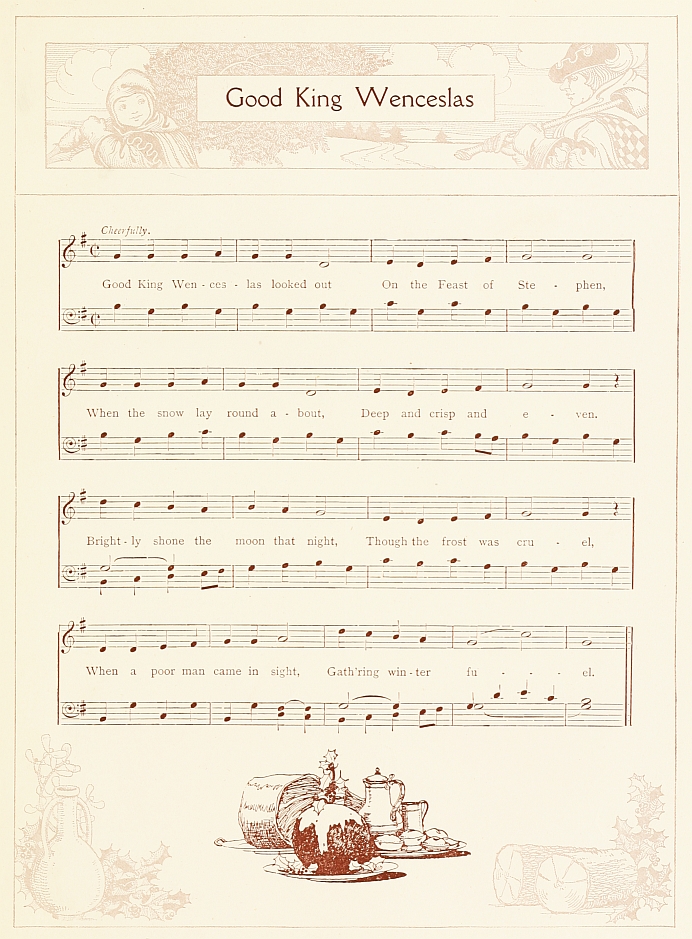 Good King Wenceslas
Cheerfully.
Good King Wen - ces - las looked out On the Feast of Ste - phen,
When the snow lay round a - bout, Deep and crisp and e - ven.
Bright - ly shone the moon that night, Though the frost was cru - el,
When a poor man came in sight, Gath'ring win - ter fu - - - el.